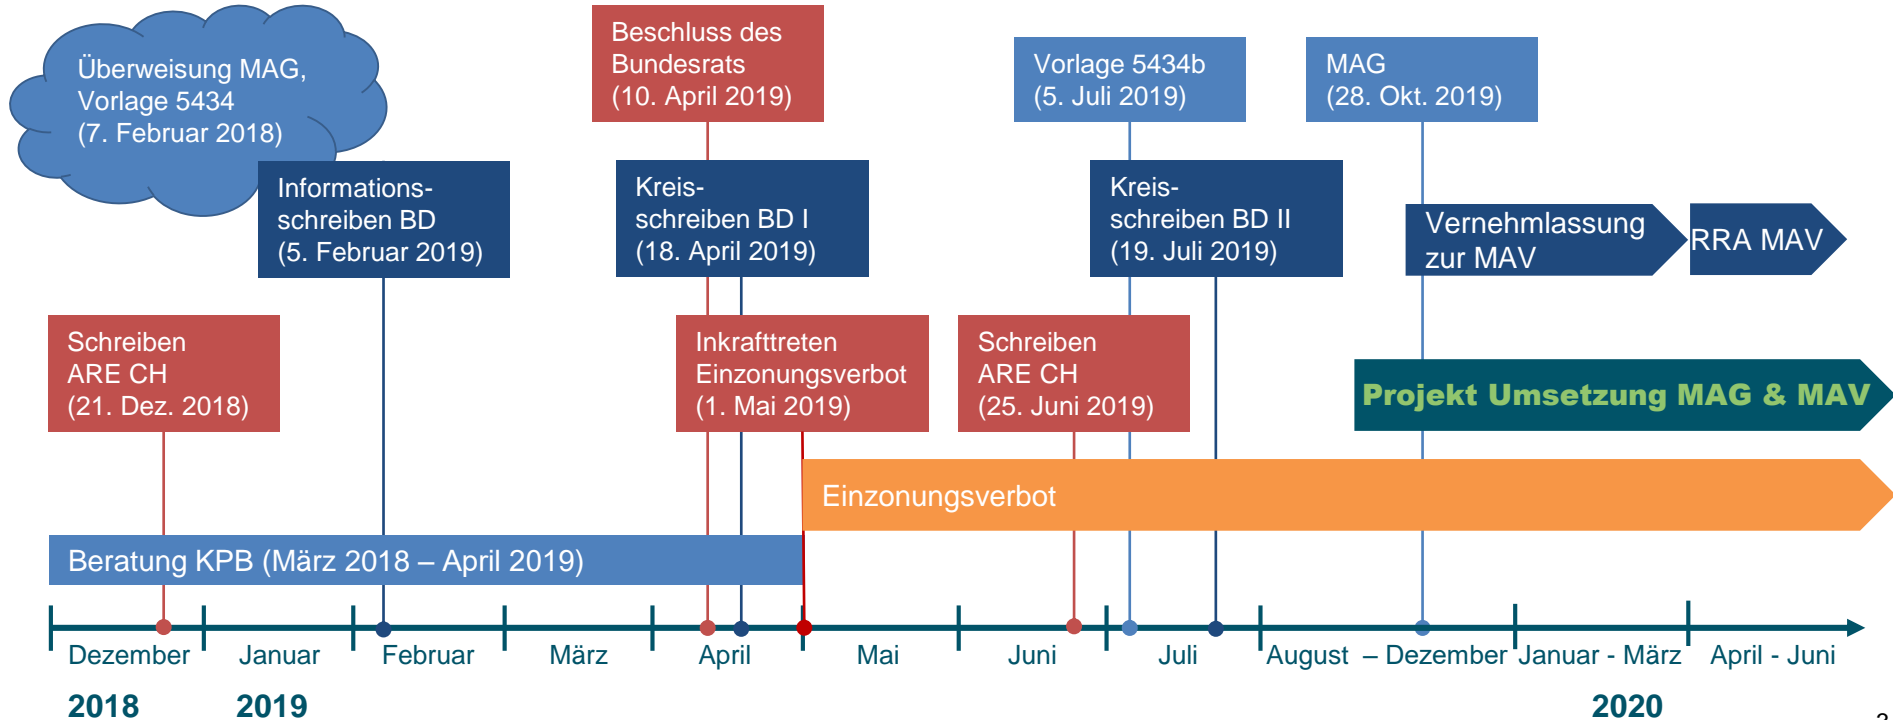 Überweisung MAG,
Vorlage 5434
(7. Februar 2018)
Beschluss des
Bundesrats
(10. April 2019)
Vorlage 5434b
(5. Juli 2019)
MAG
(28. Okt. 2019)
Informations-
schreiben BD
(5. Februar 2019)
Kreis-
schreiben BD I
(18. April 2019)
Kreis-
schreiben BD II
(19. Juli 2019)
Vernehmlassung
zur MAV
RRA MAV
Schreiben
ARE CH
(21. Dez. 2018)
Inkrafttreten
Einzonungsverbot
(1. Mai 2019)
Schreiben
ARE CH
(25. Juni 2019)
Projekt Umsetzung MAG & MAV
Einzonungsverbot
Beratung KPB (März 2018 – April 2019)
Dezember Januar Februar März April Mai Juni Juli August – Dezember Januar - März April - Juni
2018 2019 2020